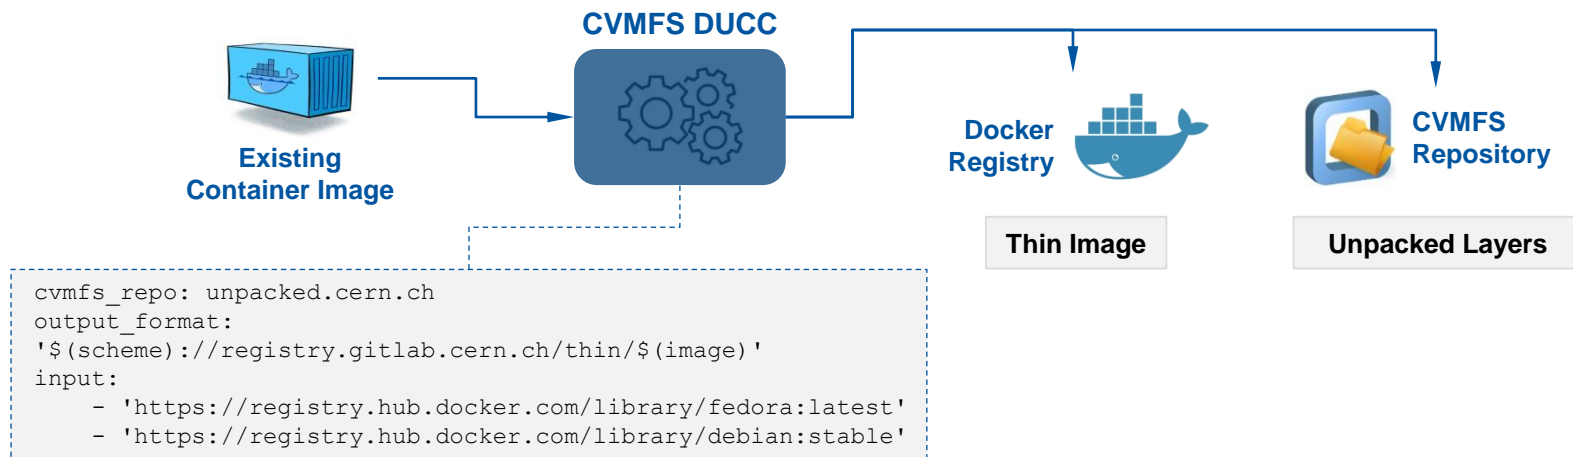 CVMFS DUCC
Existing
Container Image
Docker
Registry
CVMFS
Repository
Thin Image
Unpacked Layers
cvmfs_repo: unpacked.cern.ch
output_format:
'$(scheme)://registry.gitlab.cern.ch/thin/$(image)'
input:
    - 'https://registry.hub.docker.com/library/fedora:latest'
    - 'https://registry.hub.docker.com/library/debian:stable'